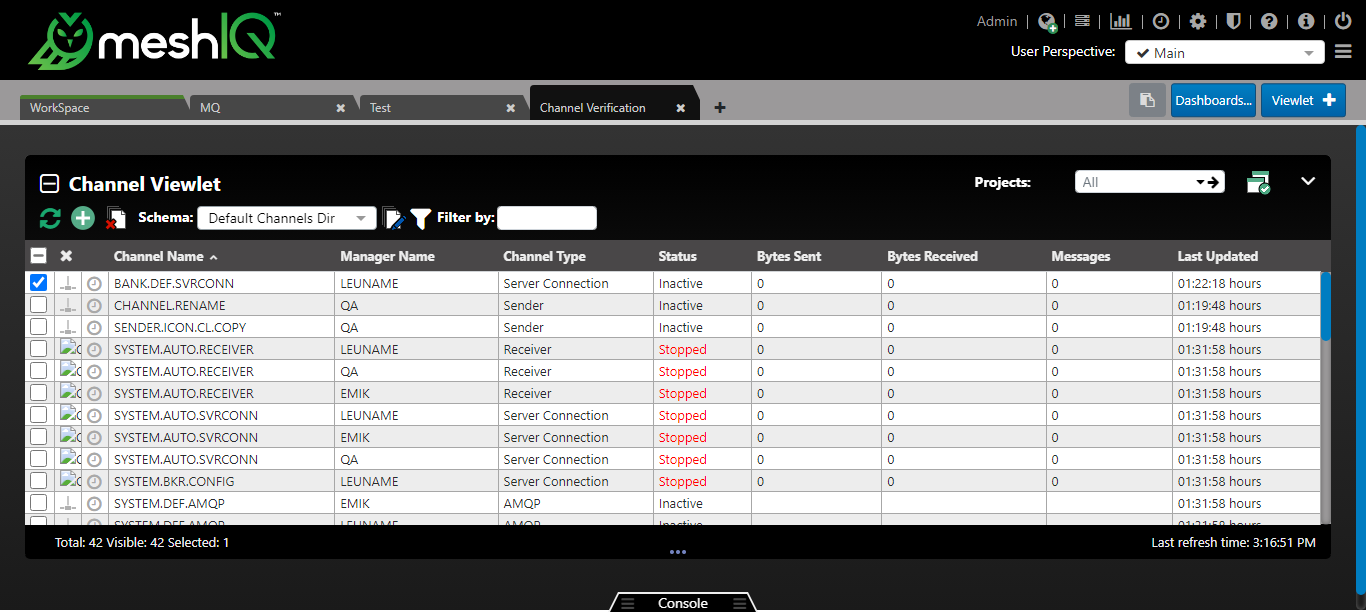 meshIQ™
Admin
User Perspective: Main
WorkSpace MQ Test Channel Verification Dashboards... Viewlet
Channel Viewlet Projects: All
Schema: Default Channels Dir Filter by:
Channel Name Manager Name Channel Type Status Bytes Sent Bytes Received Messages Last Updated
BANK.DEF.SVRCONN LEUNAME Server Connection Inactive 0 0 0 01:22:18 hours
CHANNEL.RENAME QA Sender Inactive 0 0 0 01:19:48 hours
SENDER.ICON.CL.COPY QA Sender Inactive 0 0 0 01:19:48 hours
SYSTEM.AUTO.RECEIVER LEUNAME Receiver Stopped 0 0 0 01:31:58 hours
SYSTEM.AUTO.RECEIVER QA Receiver Stopped 0 0 0 01:31:58 hours
SYSTEM.AUTO.RECEIVER EMIK Receiver Stopped 0 0 0 01:31:58 hours
SYSTEM.AUTO.SVRCONN LEUNAME Server Connection Stopped 0 0 0 01:31:58 hours
SYSTEM.AUTO.SVRCONN EMIK Server Connection Stopped 0 0 0 01:31:58 hours
SYSTEM.AUTO.SVRCONN QA Server Connection Stopped 0 0 0 01:31:58 hours
SYSTEM.BKR.CONFIG LEUNAME Server Connection Stopped 0 0 0 01:31:58 hours
SYSTEM.DEF.AMQP EMIK AMQP Inactive 01:31:58 hours
SYSTEM.DEF.AMQP LEUNAME AMQP Inactive 01:31:58 hours
Total: 42 Visible: 42 Selected: 1 Last refresh time: 3:16:51 PM
Console